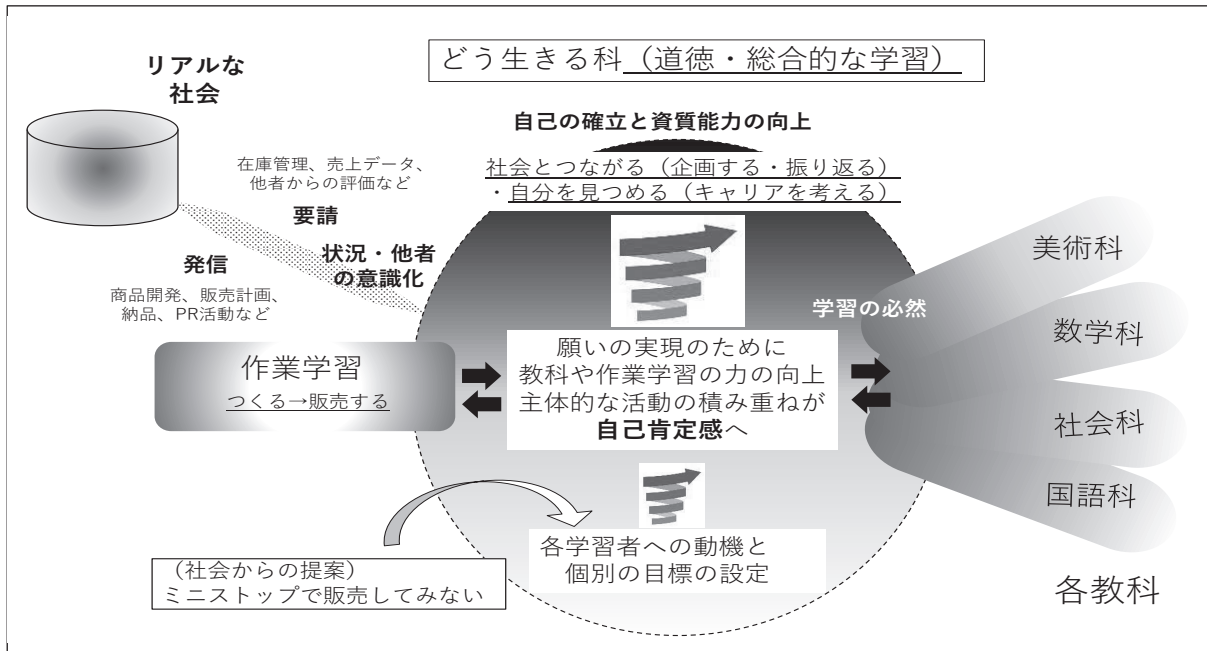 どう生きる科（道徳・総合的な学習）
リアルな
社会
自己の確立と資質能力の向上
社会とつながる（企画する・振り返る）
・自分を見つめる（キャリアを考える）
在庫管理、売上データ、
他者からの評価など
要請
状況・他者
の意識化
発信
商品開発、販売計画、
納品、PR活動など
作業学習
つくる→販売する
願いの実現のために
教科や作業学習の力の向上
主体的な活動の積み重ねが
自己肯定感へ
学習の必然
美術科
数学科
社会科
国語科
各教科
各学習者への動機と
個別の目標の設定
（社会からの提案）
ミニストップで販売してみない